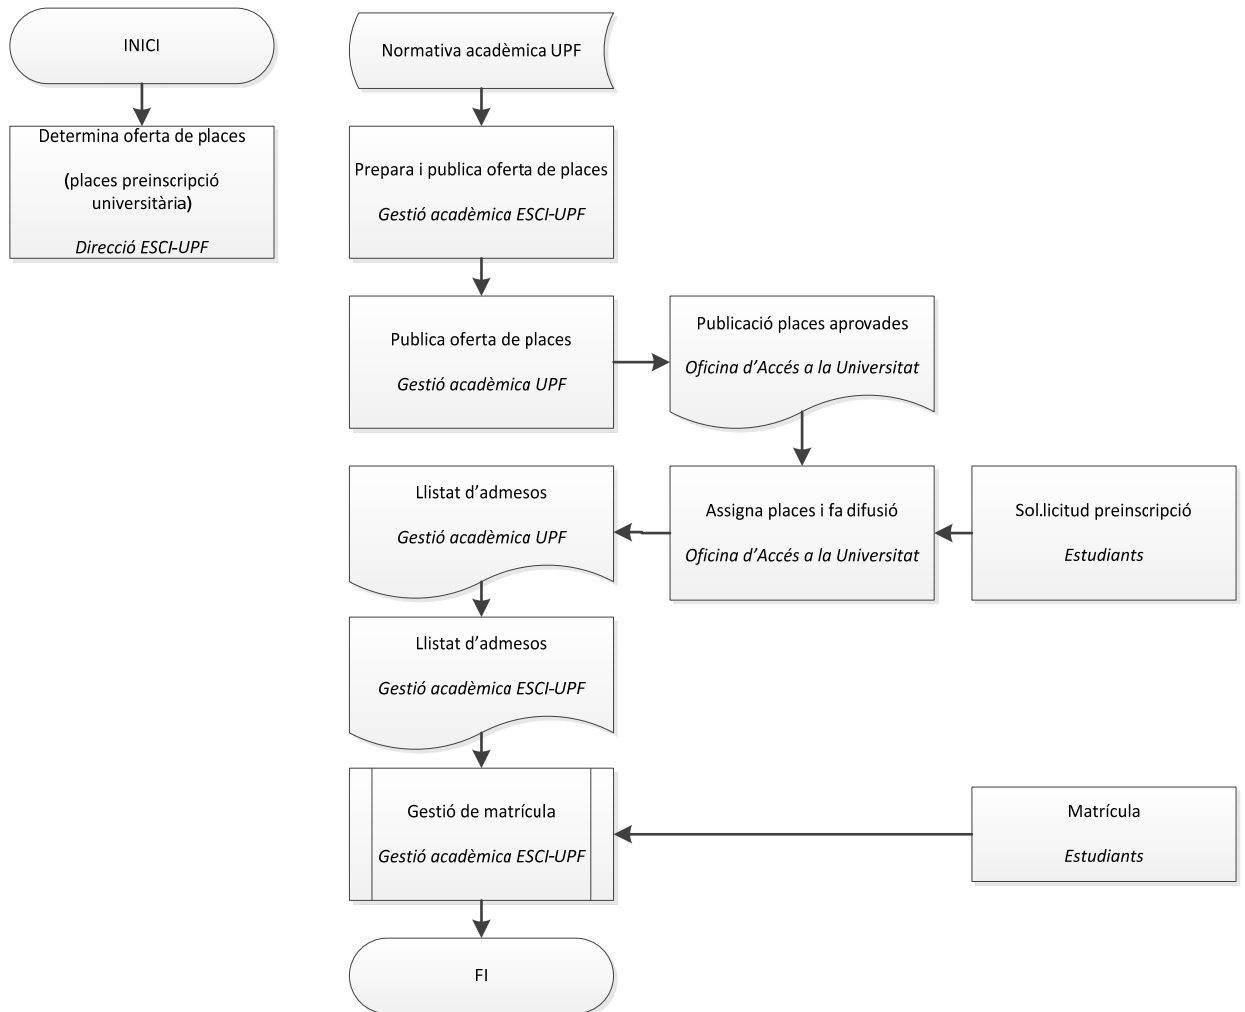 INICI
Determina oferta de places
(places preinscripció
universitària)
Direcció ESCI-UPF
Normativa acadèmica UPF
Prepara i publica oferta de places
Gestió acadèmica ESCI-UPF
Publica oferta de places
Gestió acadèmica UPF
Publicació places aprovades
Oficina d’Accés a la Universitat
Llistat d’admesos
Gestió acadèmica UPF
Assigna places i fa difusió
Oficina d’Accés a la Universitat
Sol.licitud preinscripció
Estudiants
Llistat d’admesos
Gestió acadèmica ESCI-UPF
Gestió de matrícula
Gestió acadèmica ESCI-UPF
Matrícula
Estudiants
FI